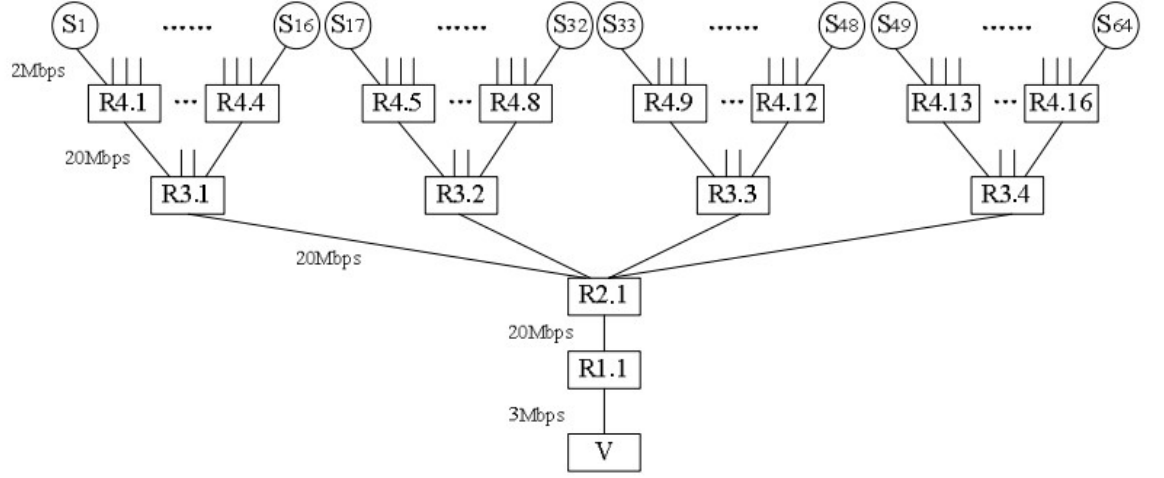 S1 ...... S16 S17 ...... S32 S33 ...... S48 S49 ...... S64
2Mbps
R4.1 ... R4.4 R4.5 ... R4.8 R4.9 ... R4.12 R4.13 ... R4.16
20Mbps
R3.1 R3.2 R3.3 R3.4
20Mbps
R2.1
20Mbps
R1.1
3Mbps
V